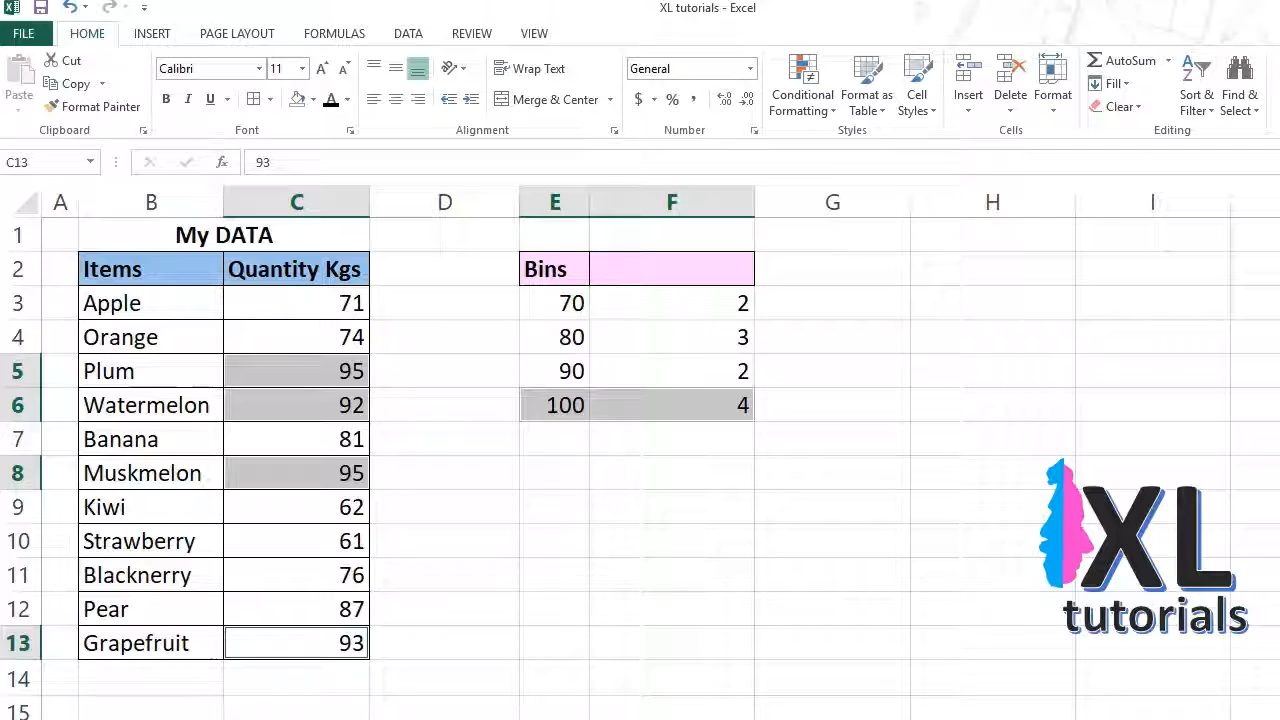 XL tutorials - Excel
FILE HOME INSERT PAGE LAYOUT FORMULAS DATA REVIEW VIEW
Paste
Cut
Copy
Format Painter
Clipboard
Calibri 11
B I U A
Font
Wrap Text
Merge & Center
Alignment
General
$ % , .00
Number
Conditional Formatting
Format as Table
Cell Styles
Styles
Insert Delete Format
Cells
AutoSum
Fill
Clear
Sort & Filter
Find & Select
Editing
C13 fx 93
A B C D E F G H I
1 My DATA
2 Items Quantity Kgs Bins
3 Apple 71 70 2
4 Orange 74 80 3
5 Plum 95 90 2
6 Watermelon 92 100 4
7 Banana 81
8 Muskmelon 95
9 Kiwi 62
10 Strawberry 61
11 Blacknerry 76
12 Pear 87
13 Grapefruit 93
14
15
XL
tutorials